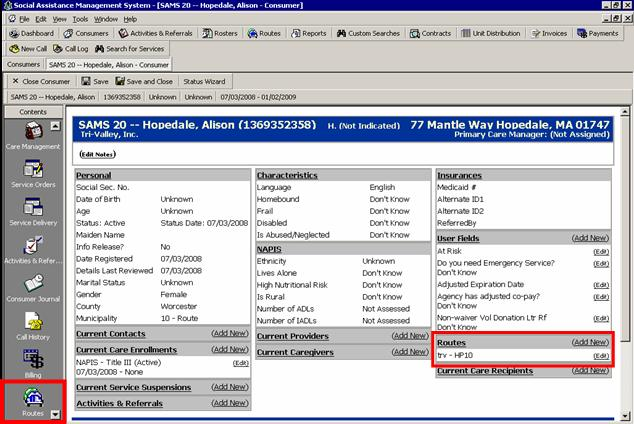 Social Assistance Management System - [SAMS 20 -- Hopedale, Alison - Consumer]
File Edit View Tools Window Help
Dashboard Consumers Activities & Referrals Rosters Routes Reports Custom Searches Contracts Unit Distribution Invoices Payments
New Call Call Log Search for Services
Consumers SAMS 20 -- Hopedale, Alison - Consumer
Close Consumer Save Save and Close Status Wizard
SAMS 20 -- Hopedale, Alison 1369352358 Unknown Unknown 07/03/2008 - 01/02/2009
Contents
Care Management
Service Orders
Service Delivery
Activities & Refer...
Consumer Journal
Call History
Billing
Routes
SAMS 20 -- Hopedale, Alison (1369352358) H. (Not Indicated) 77 Mantle Way Hopedale, MA 01747
Tri-Valley, Inc. Primary Care Manager: (Not Assigned)
(Edit Notes)
Personal
Social Sec. No.
Date of Birth Unknown
Age Unknown
Status: Active Status Date: 07/03/2008
Maiden Name
Info Release? No
Date Registered 07/03/2008
Details Last Reviewed 07/03/2008
Marital Status Unknown
Gender Female
County Worcester
Municipality 10 - Route
Current Contacts (Add New)
Current Care Enrollments (Add New)
NAPIS - Title III (Active) (Edit)
07/03/2008 - None
Current Service Suspensions (Add New)
Activities & Referrals (Add New)
Characteristics
Language English
Homebound Don't Know
Frail Don't Know
Disabled Don't Know
Is Abused/Neglected Don't Know
NAPIS
Ethnicity Unknown
Lives Alone Don't Know
High Nutritional Risk Don't Know
Is Rural Don't Know
Number of ADLs Not Assessed
Number of IADLs Not Assessed
Current Providers (Add New)
Current Caregivers (Add New)
Insurances
Medicaid #
Alternate ID1
Alternate ID2
ReferredBy
User Fields (Add New)
At Risk (Edit)
Do you need Emergency Service? (Edit)
Don't Know
Adjusted Expiration Date (Edit)
Agency has adjusted co-pay? (Edit)
Don't Know
Non-waiver Vol Donation Ltr Rf (Edit)
Don't Know
Routes (Add New)
trv - HP10 (Edit)
Current Care Recipients (Add New)